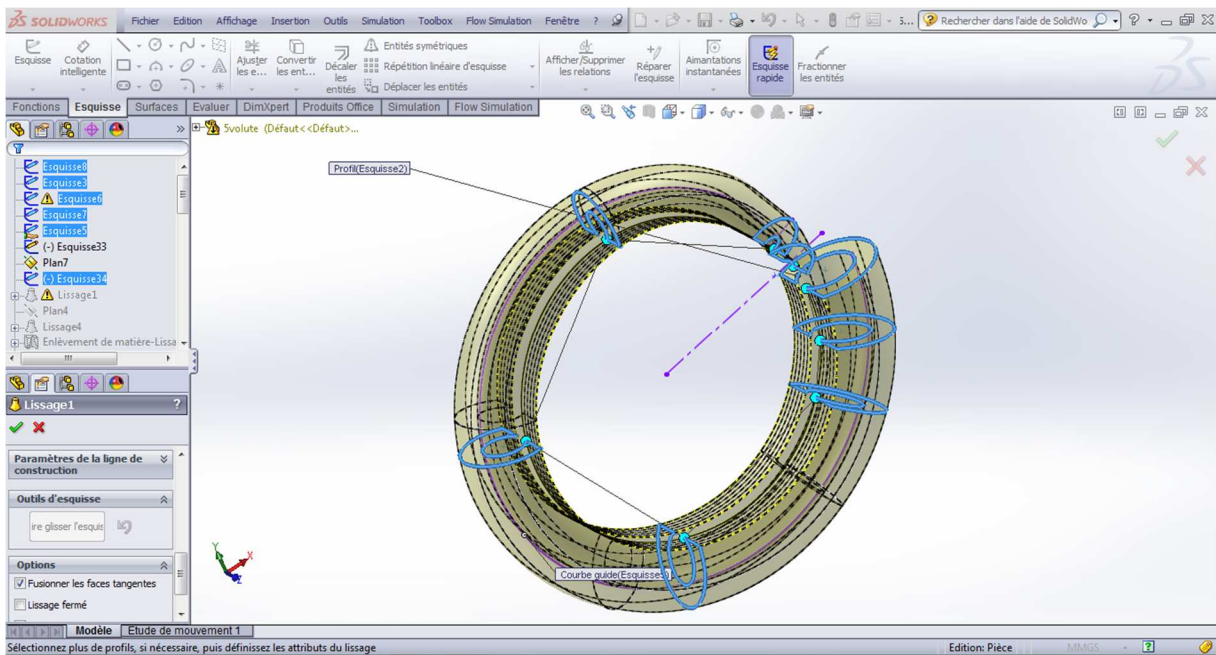 SOLIDWORKS Fichier Edition Affichage Insertion Outils Simulation Toolbox Flow Simulation Fenêtre ? S... Rechercher dans l'aide de SolidWo ?
Esquisse Cotation intelligente Ajuster les e... Convertir les ent... Décaler les entités Entités symétriques Répétition linéaire d'esquisse Déplacer les entités Afficher/Supprimer les relations Réparer l'esquisse Aimantations instantanées Esquisse rapide Fractionner les entités
Fonctions Esquisse Surfaces Evaluer DimXpert Produits Office Simulation Flow Simulation
5volute (Défaut<<Défaut>...
Esquisse8
Esquisse3
Esquisse6
Esquisse7
Esquisse5
(-) Esquisse33
Plan7
(-) Esquisse34
Lissage1
Plan4
Lissage4
Enlèvement de matière-Lissa
Profil(Esquisse2)
Lissage1 ?
Paramètres de la ligne de
construction
Outils d'esquisse
ire glisser l'esquis
Options
Fusionner les faces tangentes
Lissage fermé
Y X Z
Modèle Etude de mouvement 1
Sélectionnez plus de profils, si nécessaire, puis définissez les attributs du lissage Edition: Pièce MMGS